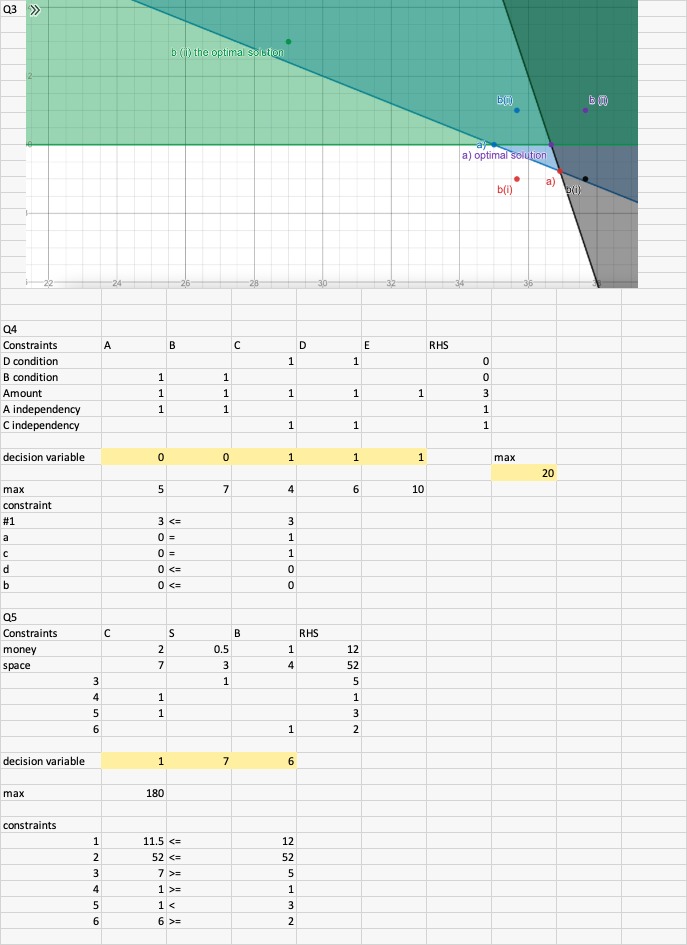 Q3
b (ii) the optimal solution
2
b(i) b (i)
0
a)
a) optimal solution
a)
b(i) b(i)
22 24 26 28 30 32 34 36 38
Q4
Constraints A B C D E RHS
D condition 1 1 0
B condition 1 1 0
Amount 1 1 1 1 1 3
A independency 1 1 1
C independency 1 1 1
decision variable 0 0 1 1 1 max
20
max 5 7 4 6 10
constraint
#1 3 <= 3
a 0 = 1
c 0 = 1
d 0 <= 0
b 0 <= 0
Q5
Constraints C S B RHS
money 2 0.5 1 12
space 7 3 4 52
3 1 5
4 1 1
5 1 3
6 1 2
decision variable 1 7 6
max 180
constraints
1 11.5 <= 12
2 52 <= 52
3 7 >= 5
4 1 >= 1
5 1 < 3
6 6 >= 2